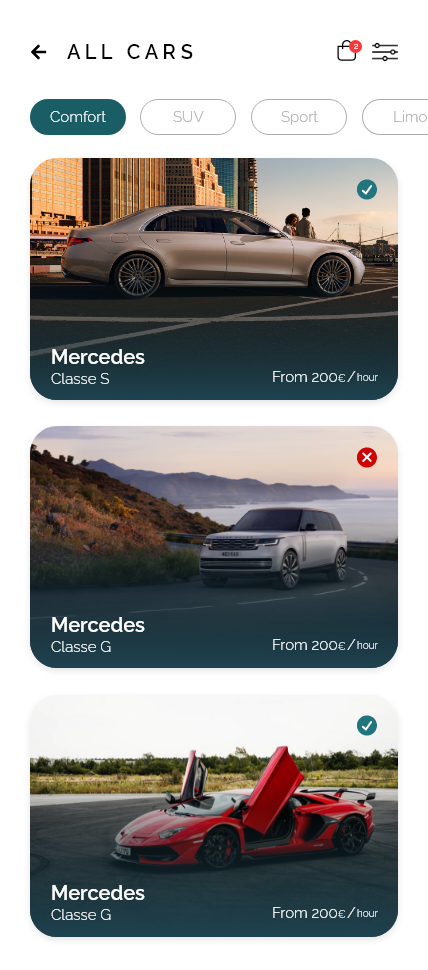 ALL CARS
2
Comfort
SUV
Sport
Limo
Mercedes
Classe S
From 200€/hour
Mercedes
Classe G
From 200€/hour
Mercedes
Classe G
From 200€/hour